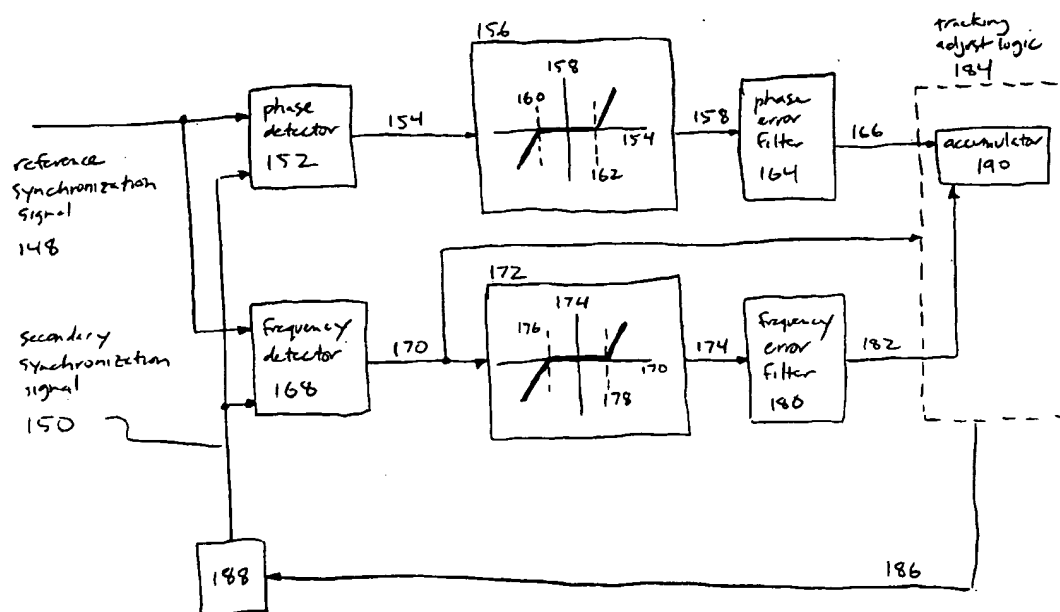 tracking
adjust logic
184
156
158
160
154
162
phase
detector
152
154
158
phase
error
filter
164
166
accumulator
190
reference
synchronization
signal
148
172
174
176
170
178
frequency
detector
168
170
174
frequency
error
filter
180
182
secondary
synchronization
signal
150
188
186